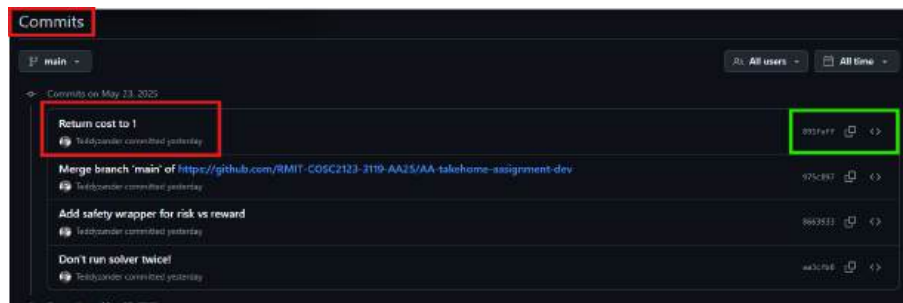 Commits
main
All users
All time
Commits on May 23, 2025
Return cost to 1
Teddyzander committed yesterday
Merge branch 'main' of https://github.com/RMIT-COSC2123-3119-AA25/AA-takehome-assignment-dev
Teddyzander committed yesterday
975c897
Add safety wrapper for risk vs reward
Teddyzander committed yesterday
Don't run solver twice!
Teddyzander committed yesterday